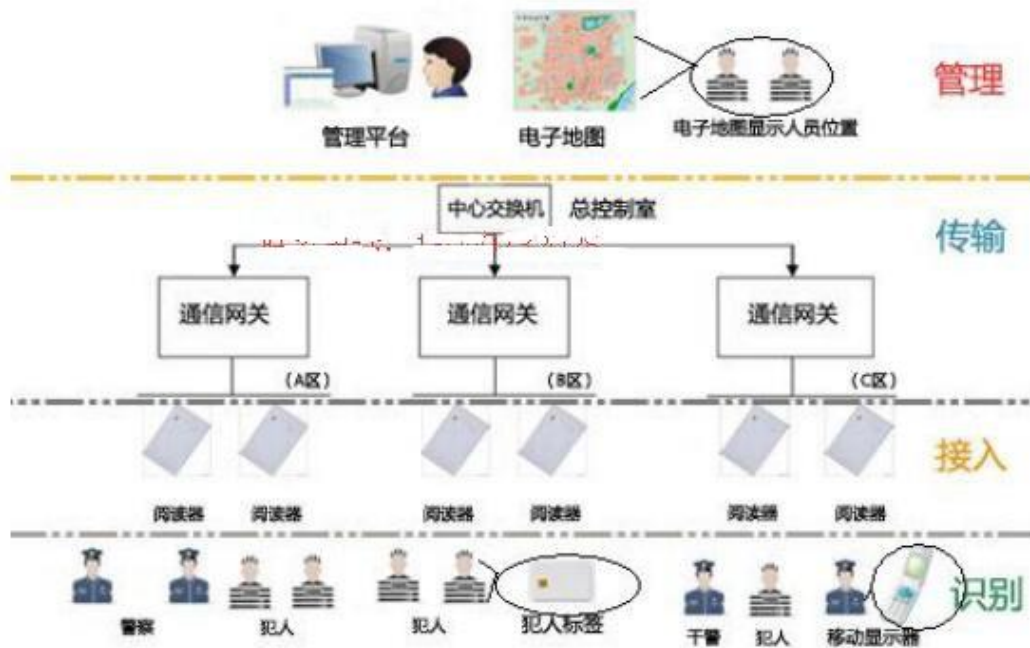 管理
管理平台
电子地图
电子地图显示人员位置
中心交换机
总控制室
传输
通信网关
通信网关
通信网关
(A区)
(B区)
(C区)
接入
阅读器
阅读器
阅读器
阅读器
阅读器
阅读器
识别
警察
犯人
犯人
犯人标签
干警
犯人
移动显示器